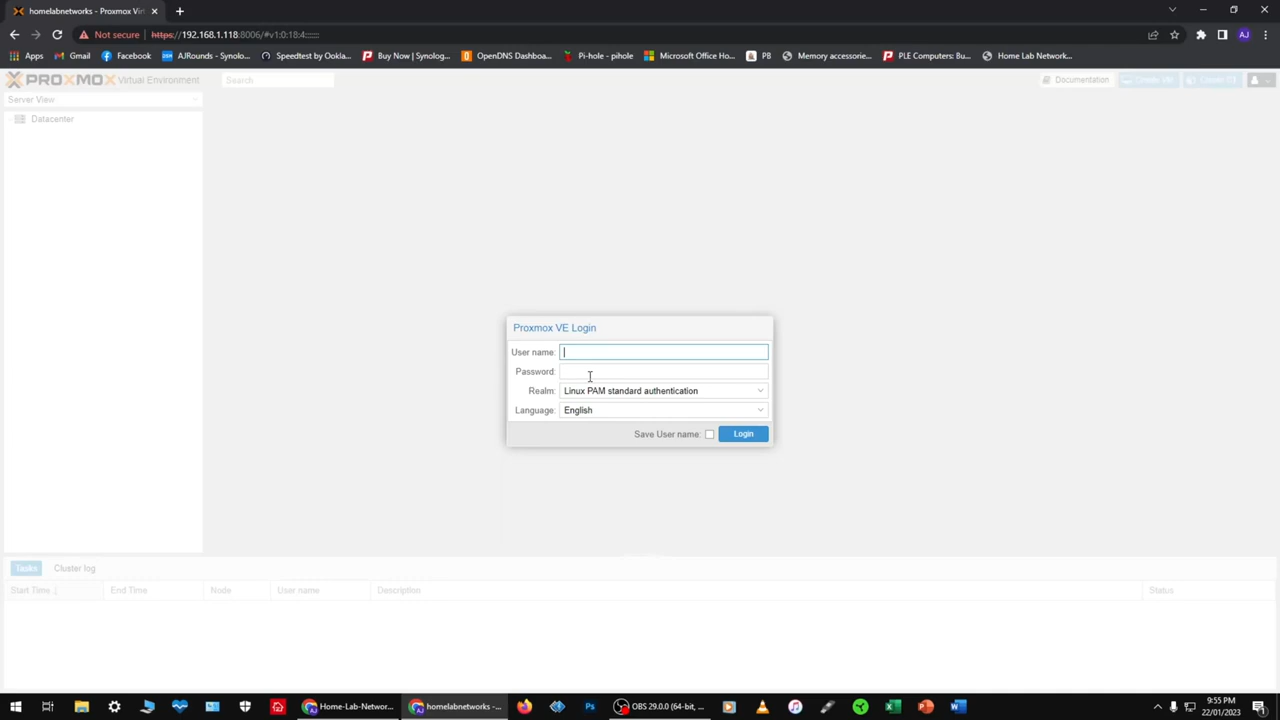 homelabnetworks - Proxmox Virt
Not secure https://192.168.1.118:8006/#v1:0:18:4:::::::
Apps Gmail Facebook AJRounds - Synolo... Speedtest by Ookla... Buy Now | Synolog... OpenDNS Dashboa... Pi-hole - pihole Microsoft Office Ho... PB Memory accessorie... PLE Computers: Bu... Home Lab Network...
PROXMOX Virtual Environment Search Documentation Create VM Create CT
Server View
Datacenter
Proxmox VE Login
User name:
Password:
Realm: Linux PAM standard authentication
Language: English
Save User name: Login
Tasks Cluster log
Start Time End Time Node User name Description Status
Home-Lab-Networ... homelabnetworks -... OBS 29.0.0 (64-bit, ...
9:55 PM
22/01/2023